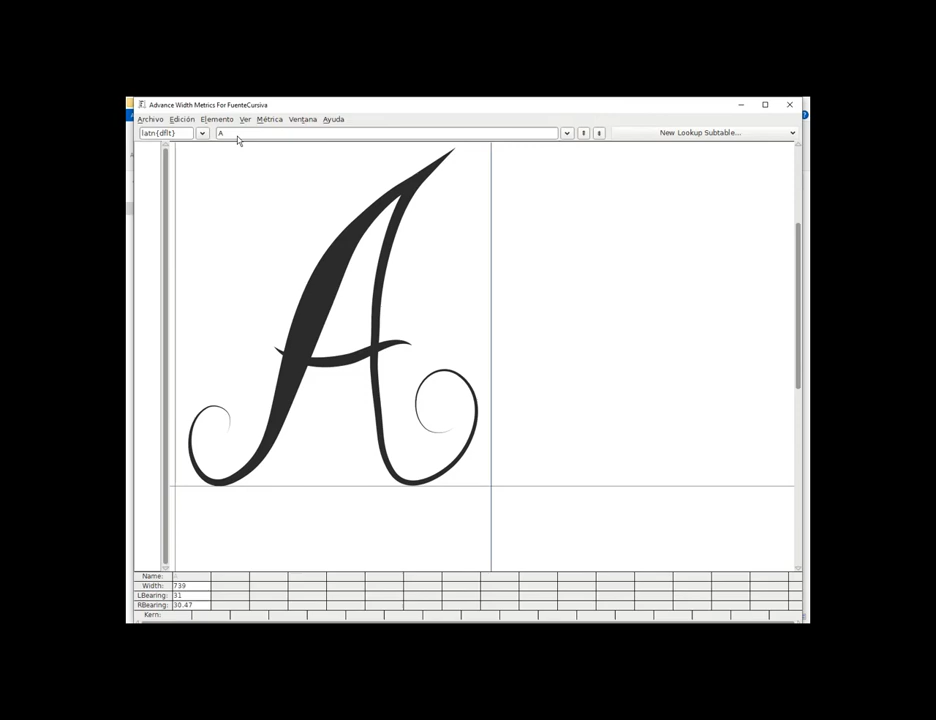 Advance Width Metrics For FuenteCursiva
Archivo Edición Elemento Ver Métrica Ventana Ayuda
latn{dflt} A New Lookup Subtable...
A
Name:
Width: 739
LBearing: 31
RBearing: 30.47
Kern: